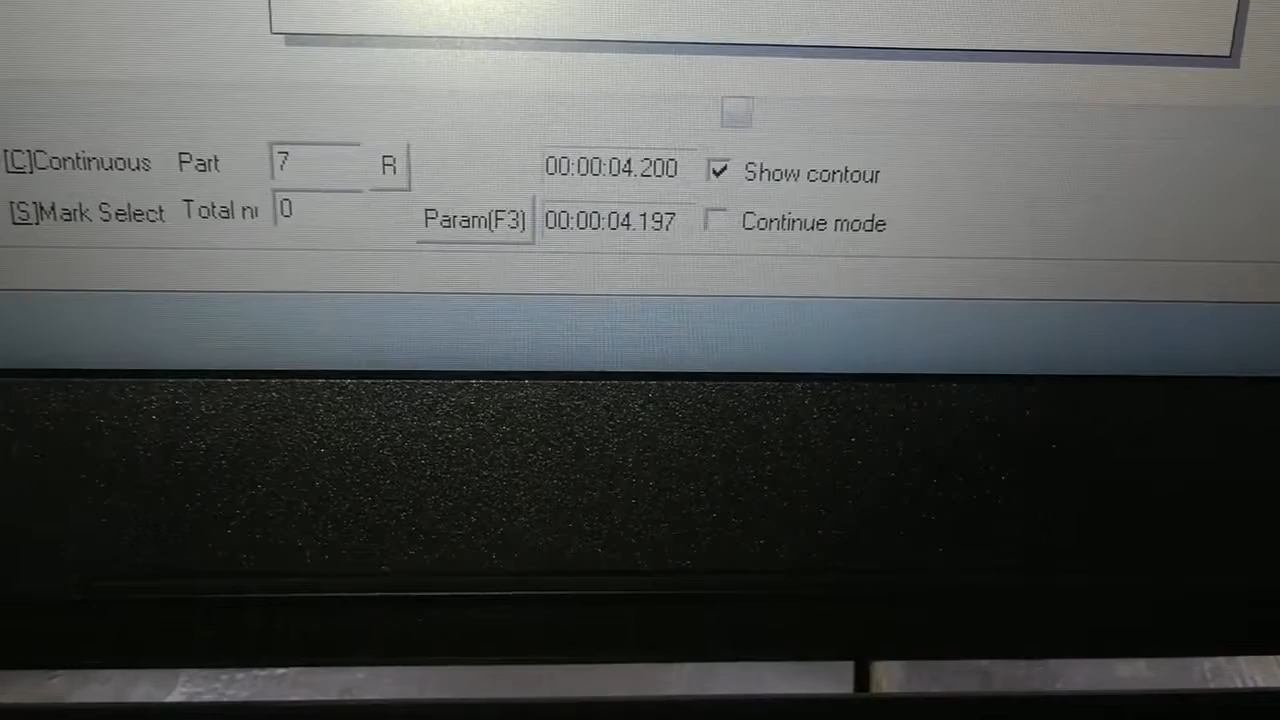 [C]Continuous Part 7 R 00:00:04.200 Show contour
[S]Mark Select Total nu 0 Param(F3) 00:00:04.197 Continue mode